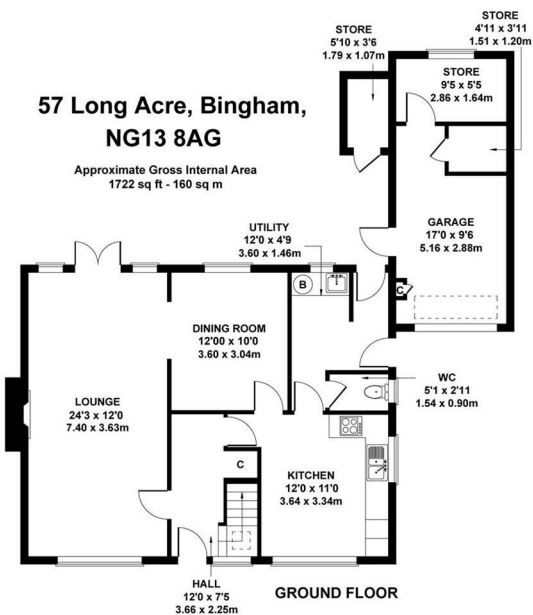 STORE
5'10 x 3'6
1.79 x 1.07m
STORE
4'11 x 3'11
1.51 x 1.20m
STORE
9'5 x 5'5
2.86 x 1.64m
57 Long Acre, Bingham,
NG13 8AG
Approximate Gross Internal Area
1722 sq ft - 160 sq m
UTILITY
12'0 x 4'9
3.60 x 1.46m
GARAGE
17'0 x 9'6
5.16 x 2.88m
B
C
DINING ROOM
12'00 x 10'0
3.60 x 3.04m
WC
5'1 x 2'11
1.54 x 0.90m
LOUNGE
24'3 x 12'0
7.40 x 3.63m
C
KITCHEN
12'0 x 11'0
3.64 x 3.34m
HALL
12'0 x 7'5
3.66 x 2.25m
GROUND FLOOR